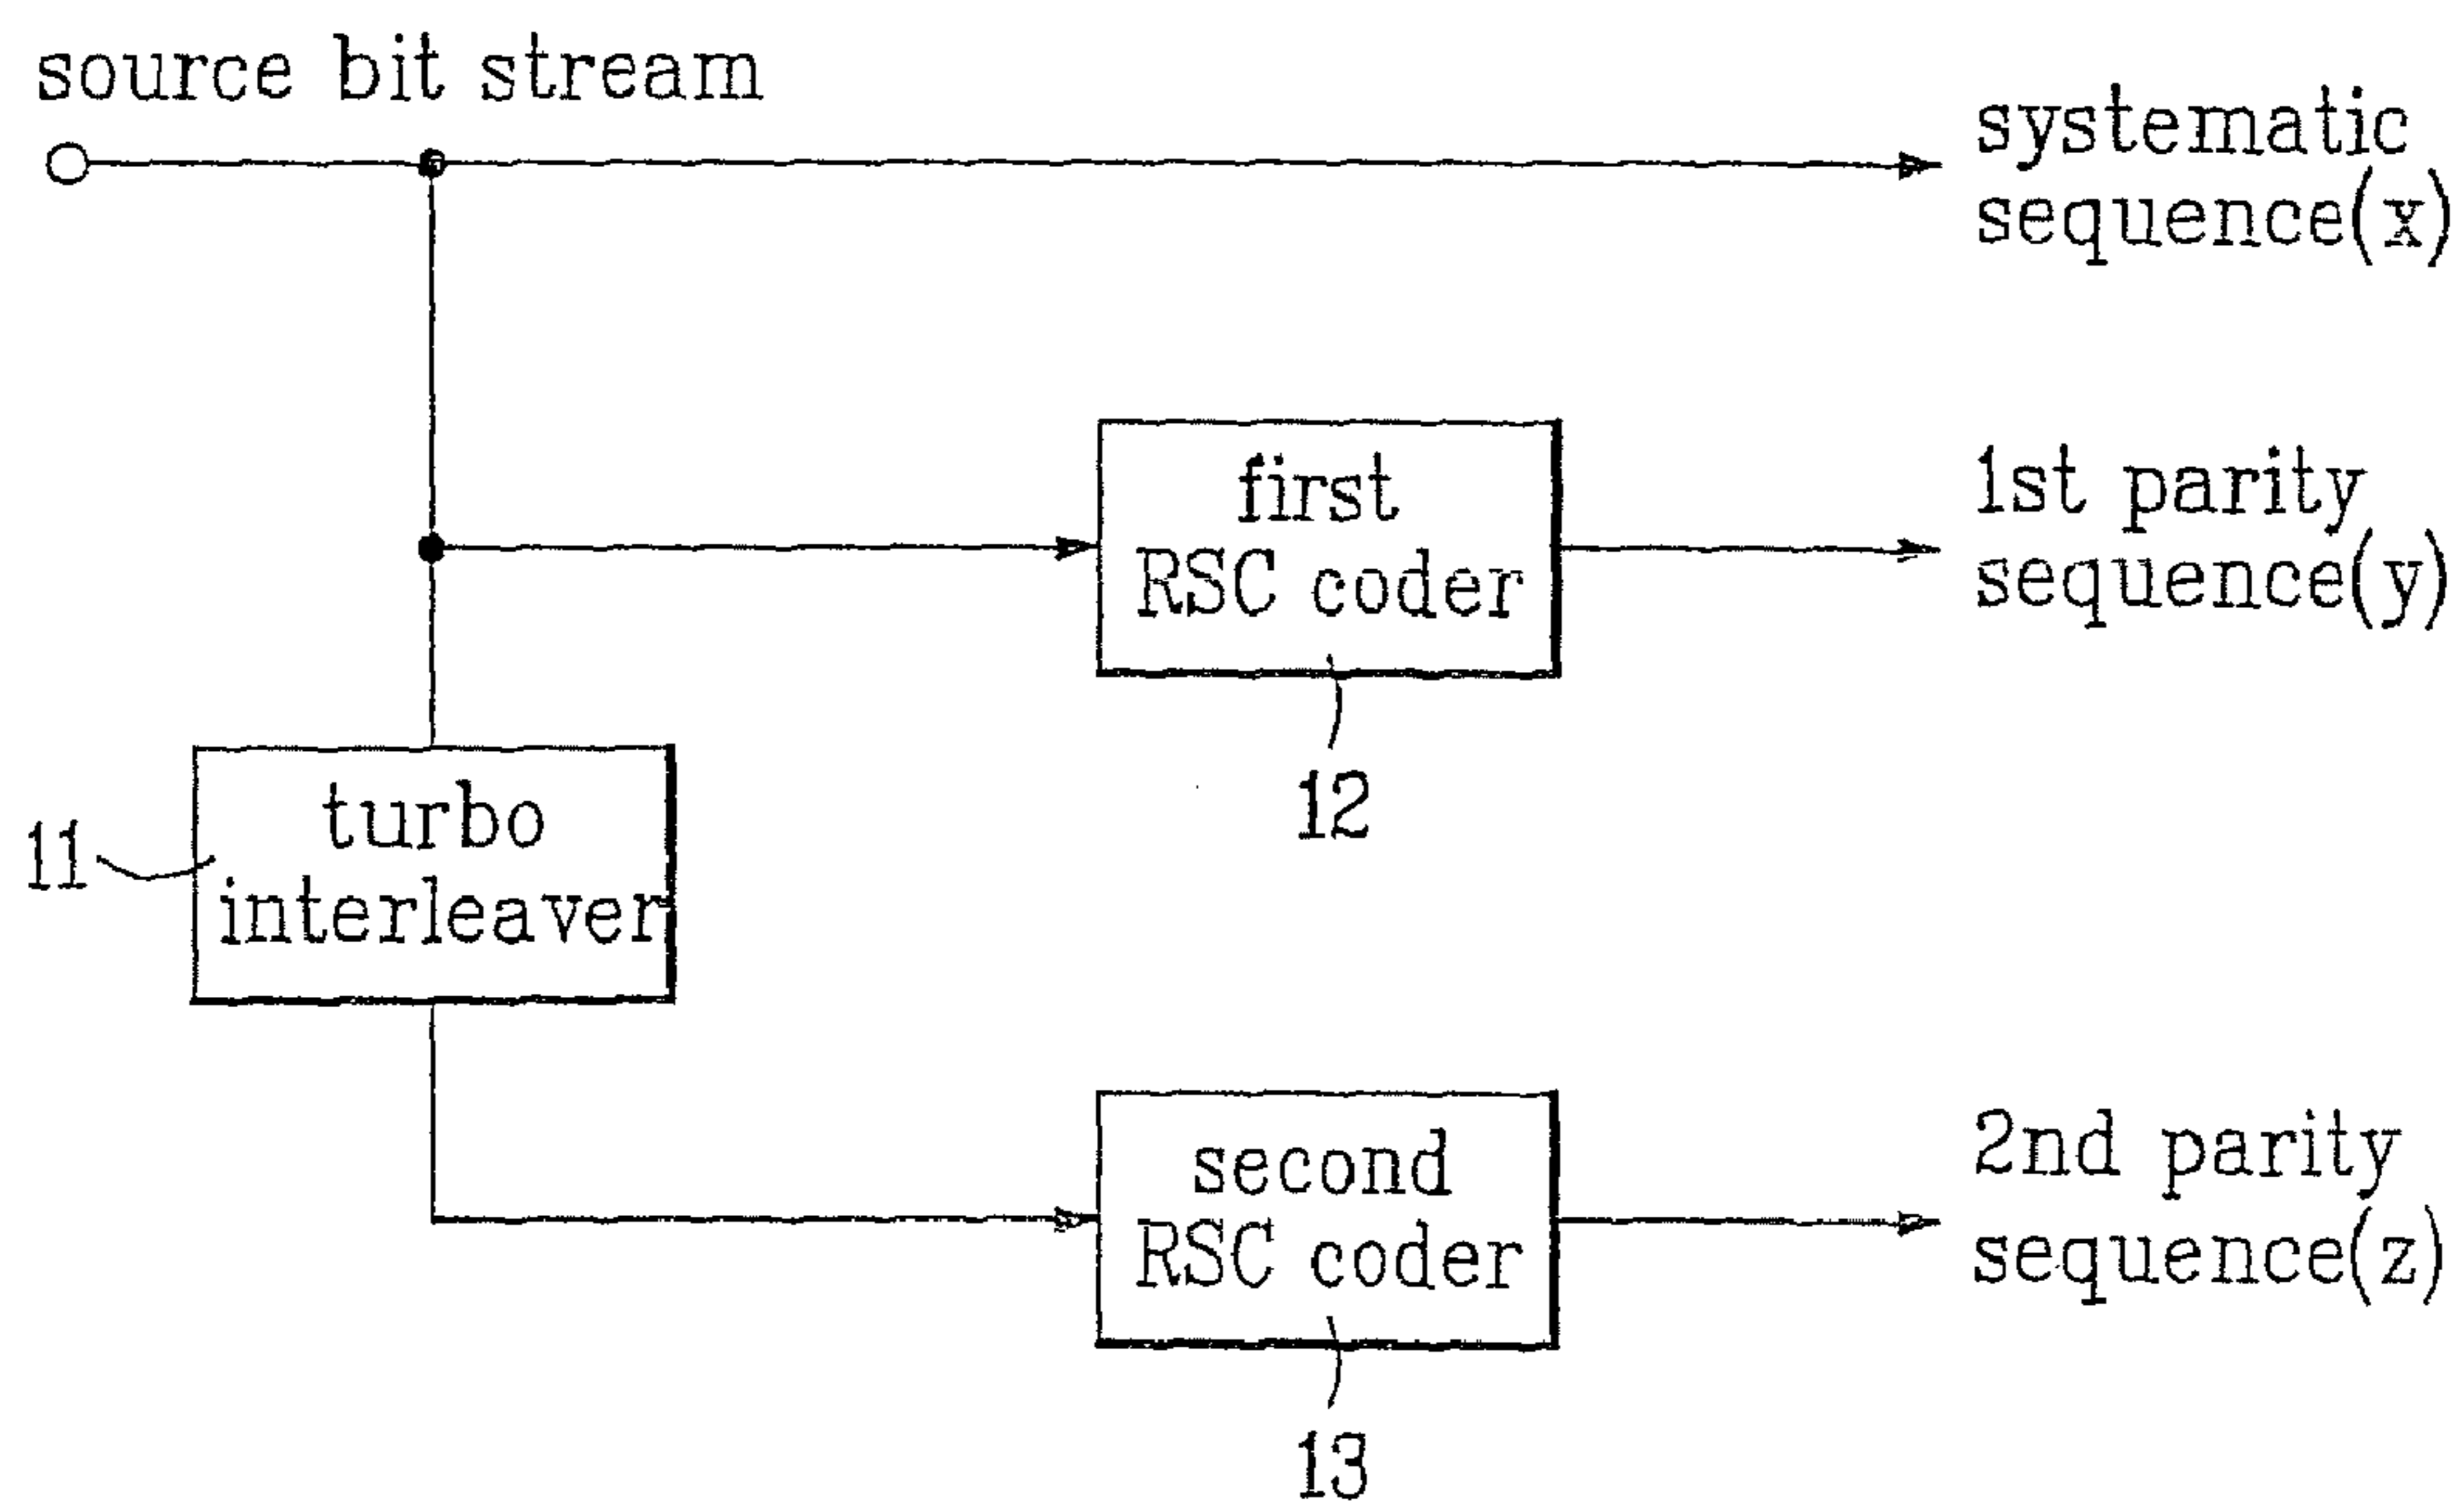 source bit stream
systematic
sequence(x)
first
RSC coder
12
1st parity
sequence(y)
11
turbo
interleaver
second
RSC coder
13
2nd parity
sequence(z)